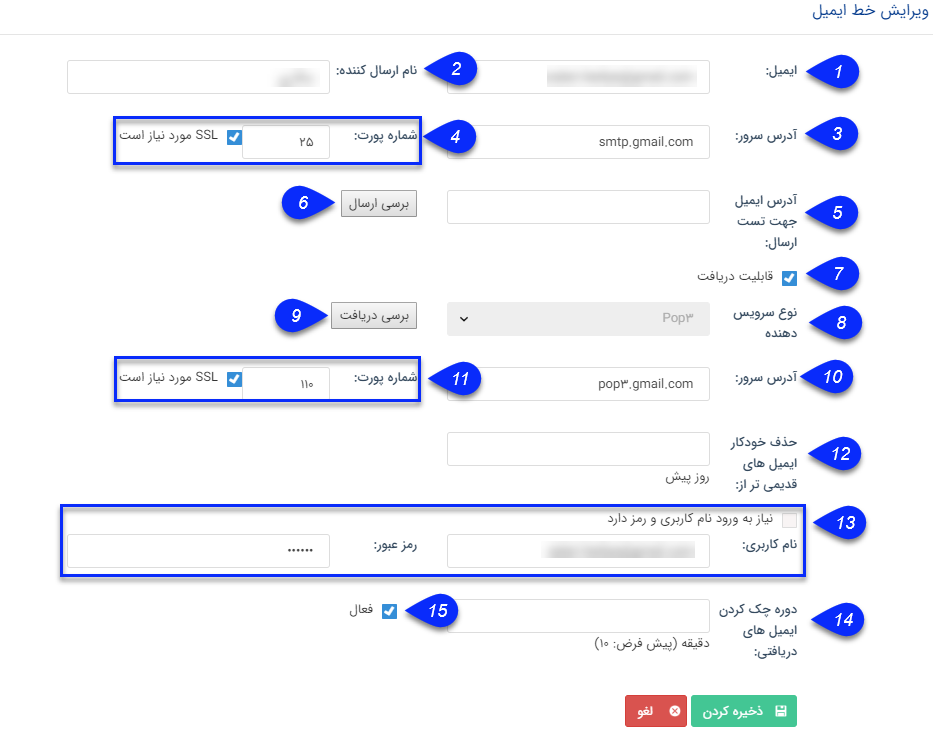 ویرایش خط ایمیل
1 ایمیل:
2 نام ارسال کننده:
3 آدرس سرور: smtp.gmail.com
4 شماره پورت: ۲۵ SSL مورد نیاز است
5 آدرس ایمیل
جهت تست
ارسال:
6 برسی ارسال
7 قابلیت دریافت
8 نوع سرویس
دهنده
Pop۳
9 برسی دریافت
10 آدرس سرور: pop۳.gmail.com
11 شماره پورت: ۱۱۰ SSL مورد نیاز است
12 حذف خودکار
ایمیل های
قدیمی تر از:
روز پیش
13 نیاز به ورود نام کاربری و رمز دارد
نام کاربری:
رمز عبور: ••••••
14 دوره چک کردن
ایمیل های
دریافتی:
دقیقه (پیش فرض: ۱۰)
15 فعال
ذخیره کردن
لغو